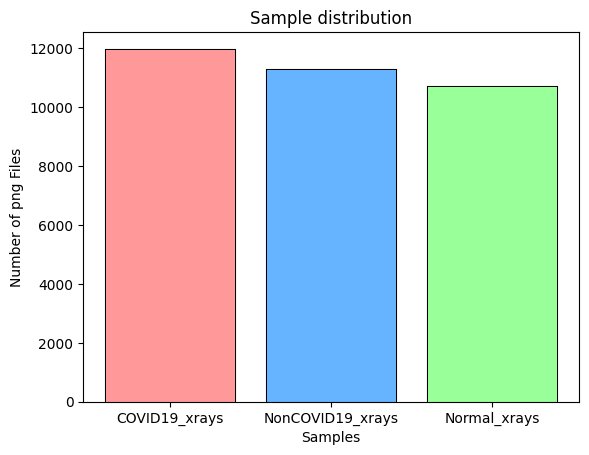 Sample distribution
Number of png Files
12000
10000
8000
6000
4000
2000
0
COVID19_xrays NonCOVID19_xrays Normal_xrays
Samples